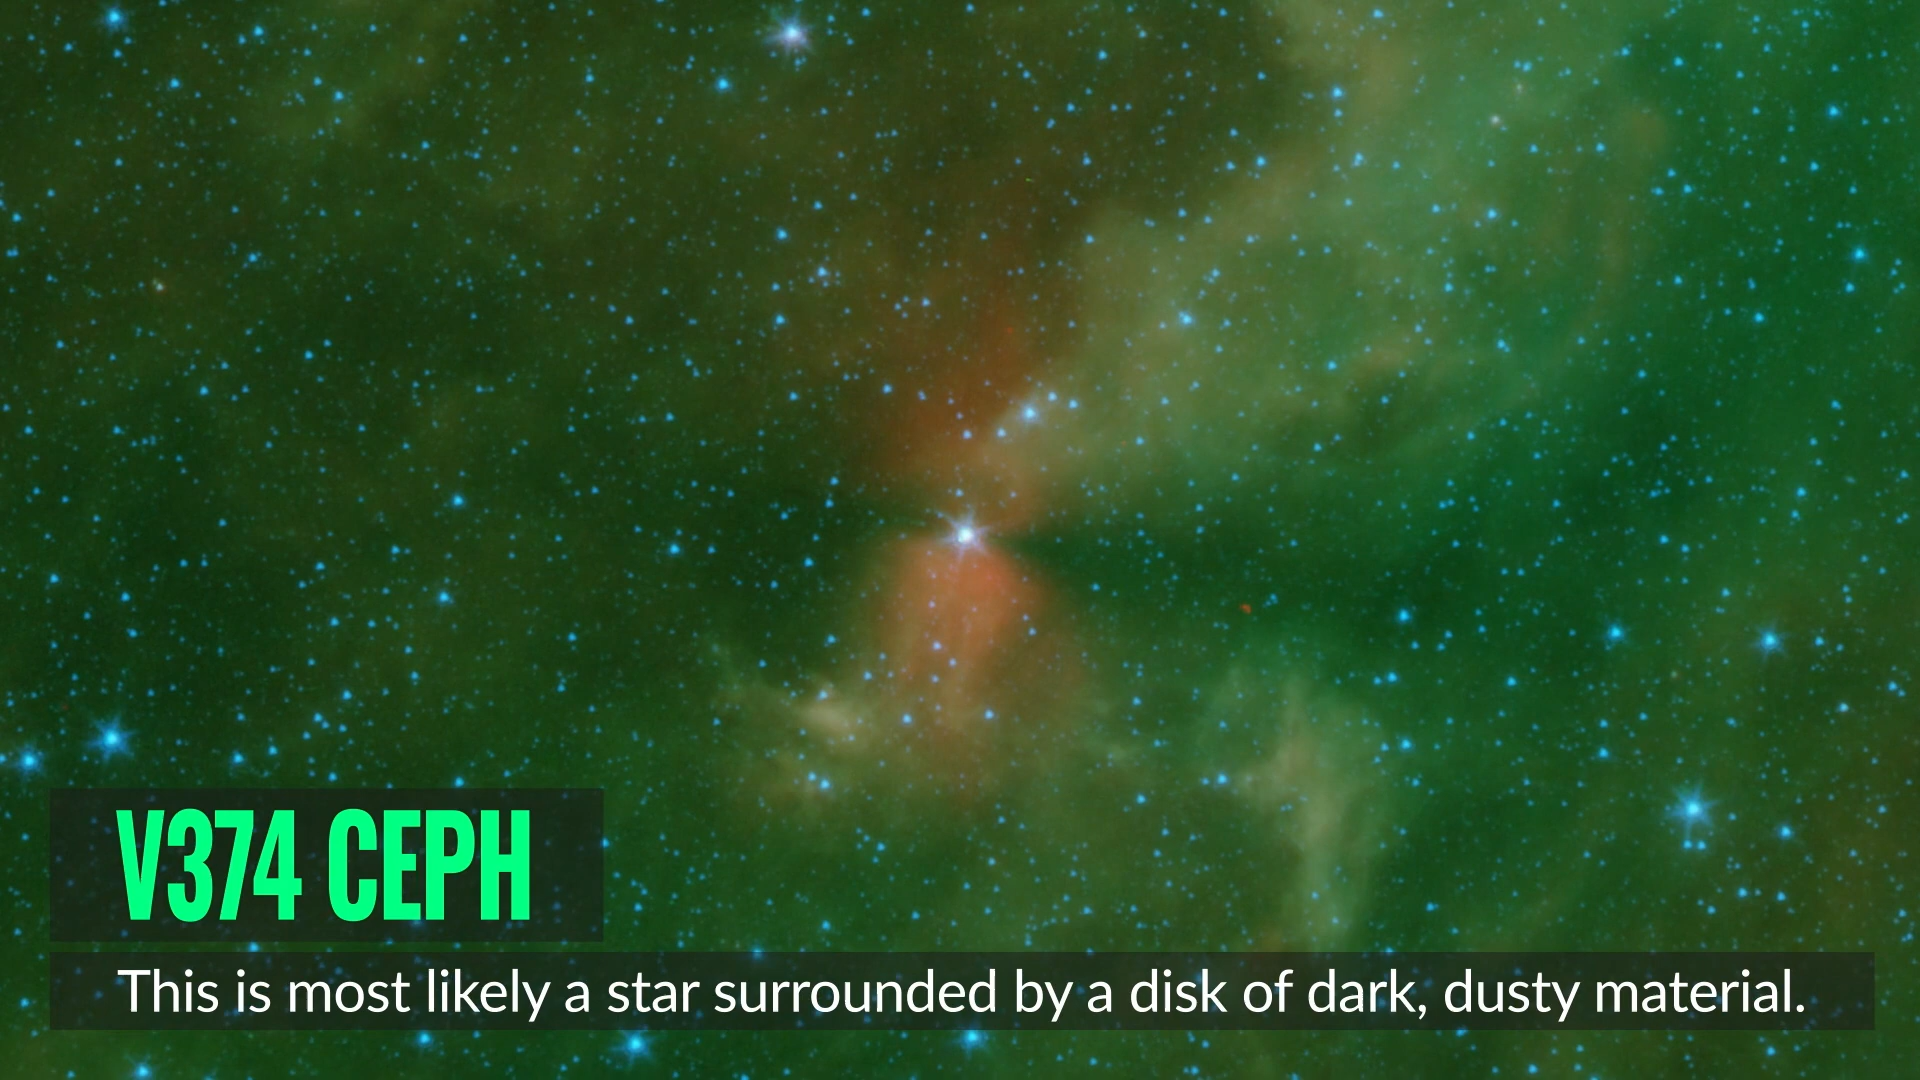 V374 CEPH
This is most likely a star surrounded by a disk of dark, dusty material.